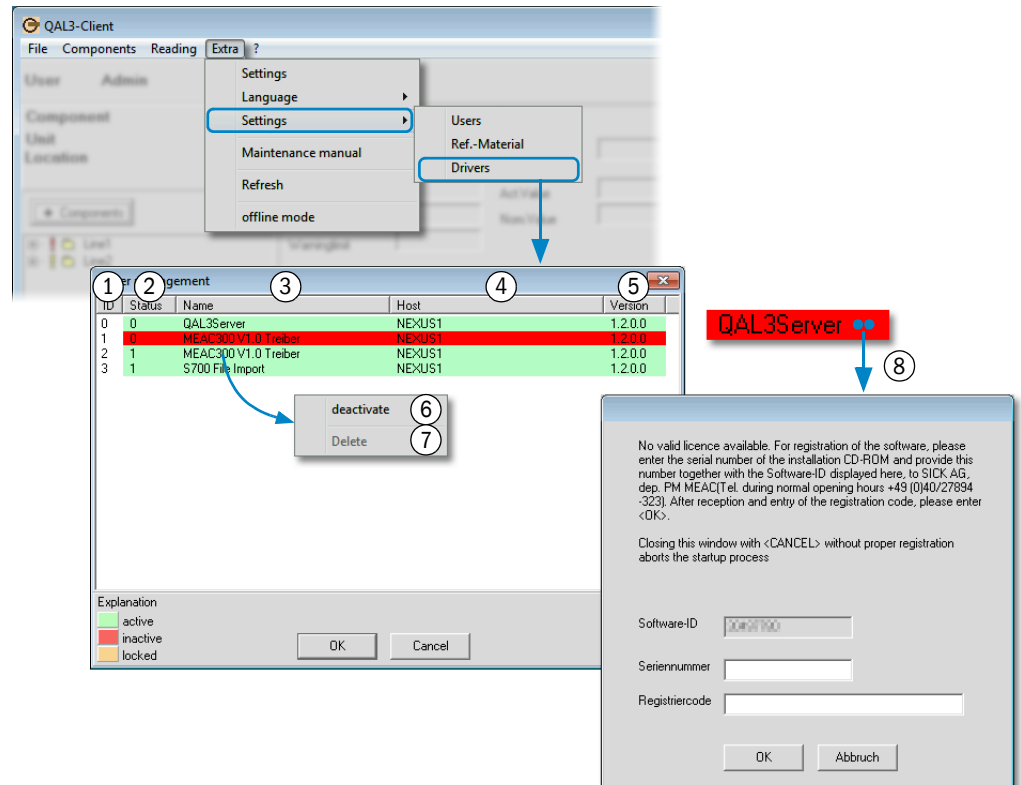 QAL3-Client
File Components Reading Extra ?
User Admin
Component
Unit
Location
Components
Line1
Line2
Settings
Language
Settings
Maintenance manual
Refresh
offline mode
Users
Ref.-Material
Drivers
Act Value
Nom Value
Warninglimit
1 2 3 4 5
er gement
ID Status Name Host Version
0 0 QAL3Server NEXUS1 1.2.0.0
1 0 MEAC300 V1.0 Treiber NEXUS1 1.2.0.0
2 1 MEAC300 V1.0 Treiber NEXUS1 1.2.0.0
3 1 S700 File Import NEXUS1 1.2.0.0
deactivate 6
Delete 7
Explanation
active
inactive
locked
OK Cancel
QAL3Server
8
No valid licence available. For registration of the software, please
enter the serial number of the installation CD-ROM and provide this
number together with the Software-ID displayed here, to SICK AG,
dep. PM MEAC(Tel. during normal opening hours +49 (0)40/27894
-323). After reception and entry of the registration code, please enter
<OK>.
Closing this window with <CANCEL> without proper registration
aborts the startup process
Software-ID
Seriennummer
Registriercode
OK Abbruch